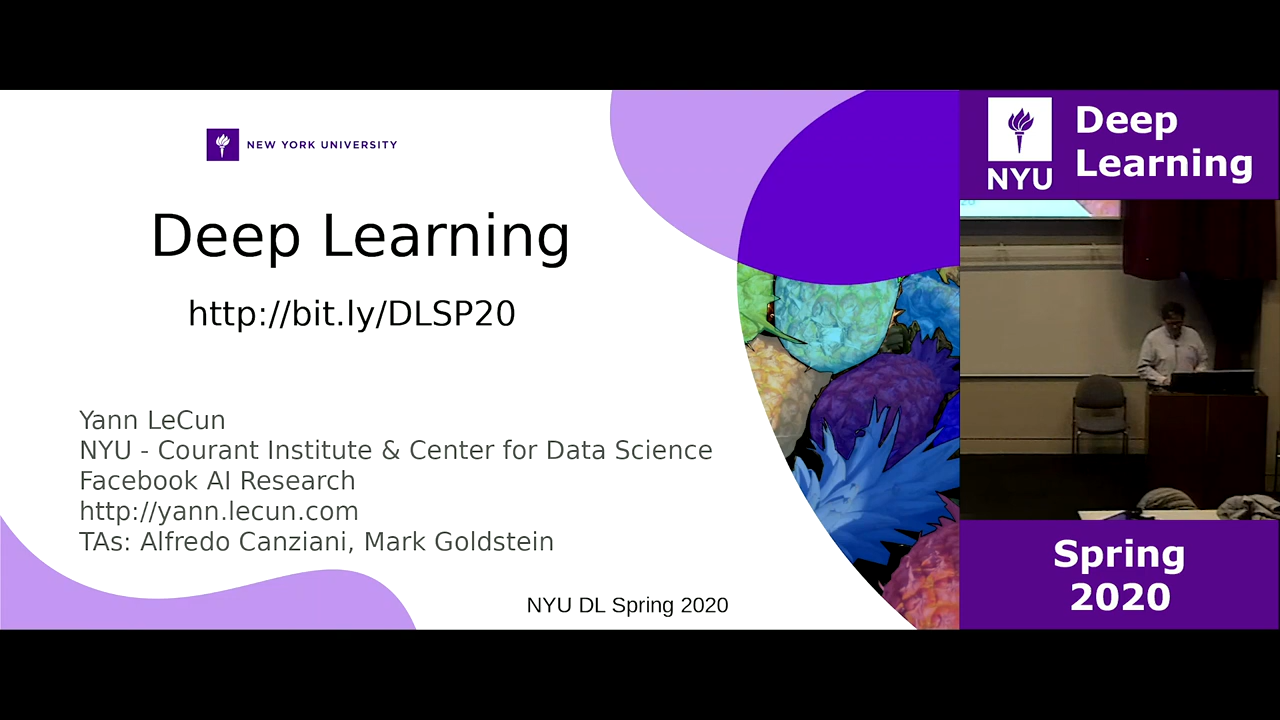 NEW YORK UNIVERSITY
Deep Learning
http://bit.ly/DLSP20
Yann LeCun
NYU - Courant Institute & Center for Data Science
Facebook AI Research
http://yann.lecun.com
TAs: Alfredo Canziani, Mark Goldstein
NYU DL Spring 2020
NYU
Deep
Learning
Spring
2020